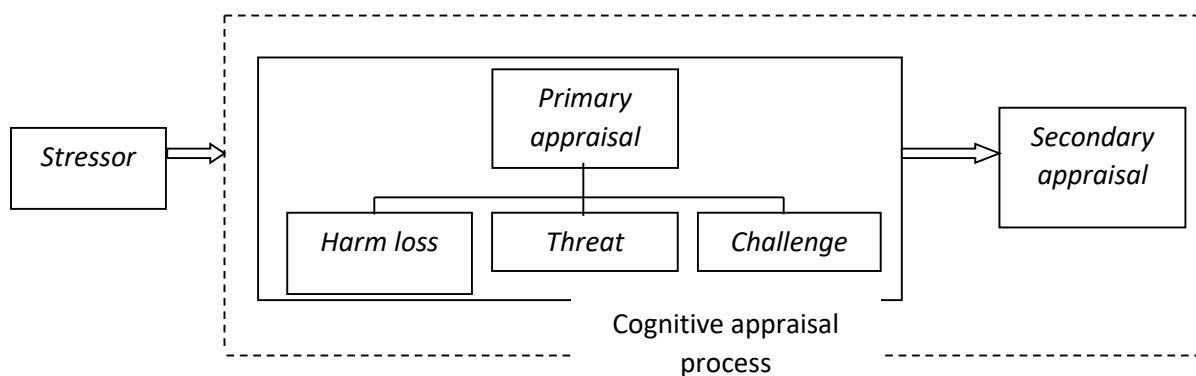 Primary
appraisal
Stressor
Secondary
appraisal
Harm loss
Threat
Challenge
Cognitive appraisal
process